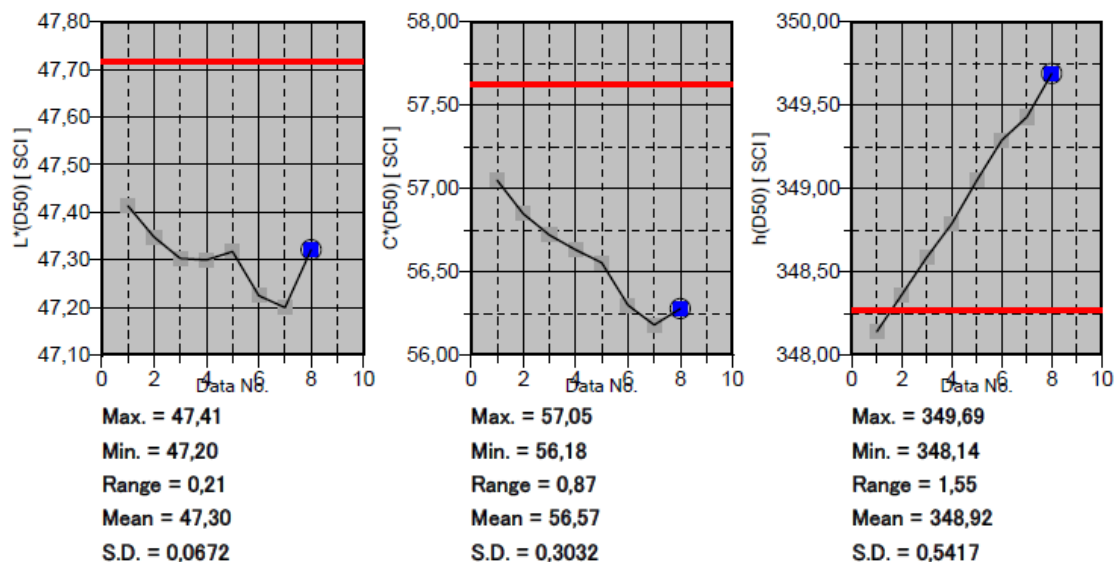 47,80
47,70
47,60
47,50
47,40
47,30
47,20
47,10
L*(D50) [ SCI ]
0 2 4 6 8 10
Data No.
Max. = 47,41
Min. = 47,20
Range = 0,21
Mean = 47,30
S.D. = 0,0672
58,00
57,50
57,00
56,50
56,00
C*(D50) [ SCI ]
0 2 4 6 8 10
Data No.
Max. = 57,05
Min. = 56,18
Range = 0,87
Mean = 56,57
S.D. = 0,3032
350,00
349,50
349,00
348,50
348,00
h(D50) [ SCI ]
0 2 4 6 8 10
Data No.
Max. = 349,69
Min. = 348,14
Range = 1,55
Mean = 348,92
S.D. = 0,5417